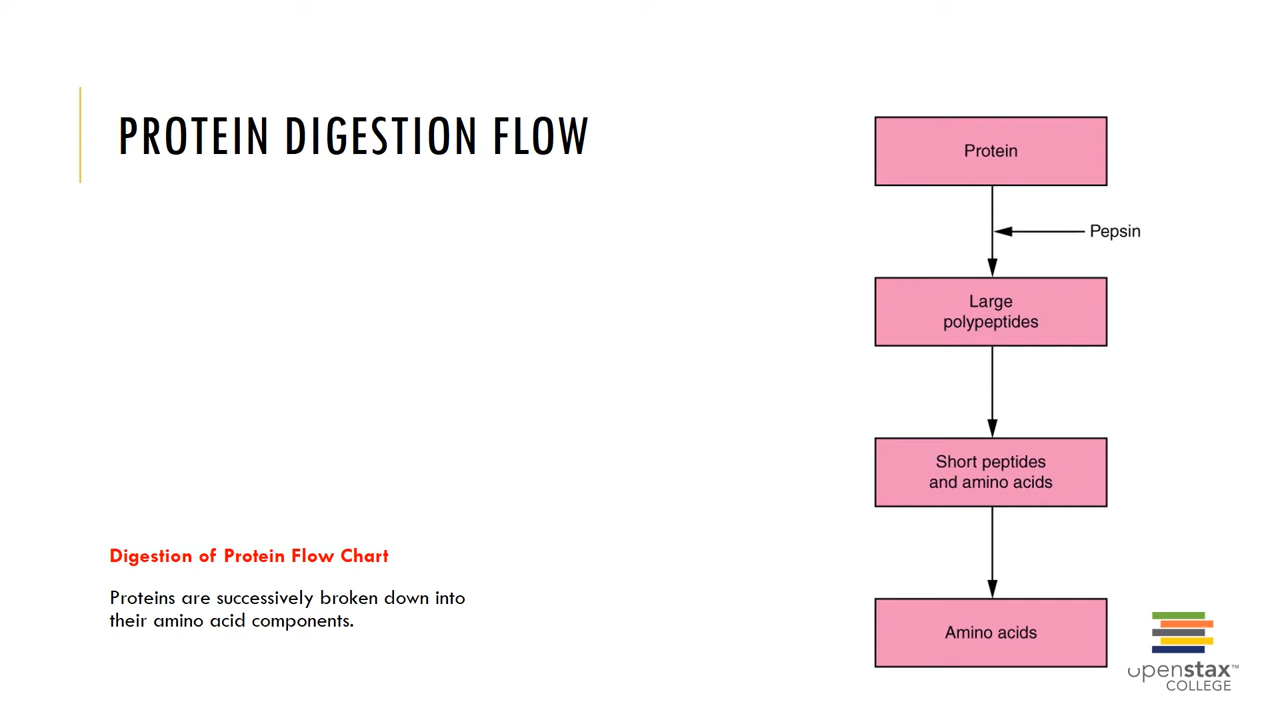 PROTEIN DIGESTION FLOW
Protein
Pepsin
Large
polypeptides
Short peptides
and amino acids
Amino acids
Digestion of Protein Flow Chart
Proteins are successively broken down into
their amino acid components.
openstax™
COLLEGE